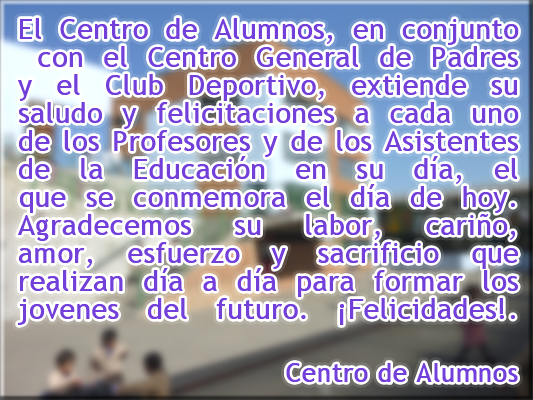 El Centro de Alumnos, en conjunto
con el Centro General de Padres
y el Club Deportivo, extiende su
saludo y felicitaciones a cada uno
de los Profesores y de los Asistentes
de la Educación en su día, el
que se conmemora el día de hoy.
Agradecemos su labor, cariño,
amor, esfuerzo y sacrificio que
realizan día a día para formar los
jovenes del futuro. ¡Felicidades!.
Centro de Alumnos